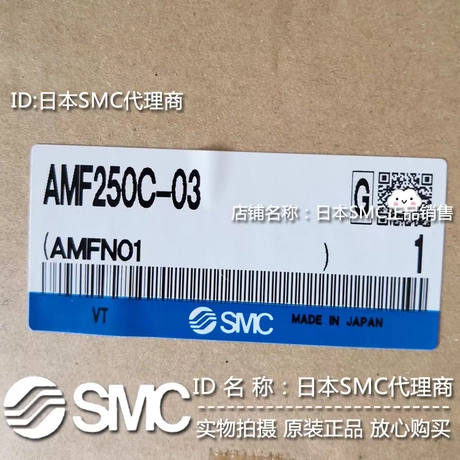 ID:日本SMC代理商
AMF250C-03
G
店铺名称：日本SMC正品销售
(AMFN01 ) 1
VT SMC MADE IN JAPAN
SMC
ID 名 称：日本SMC代理商
实物拍摄 原装正品 放心购买